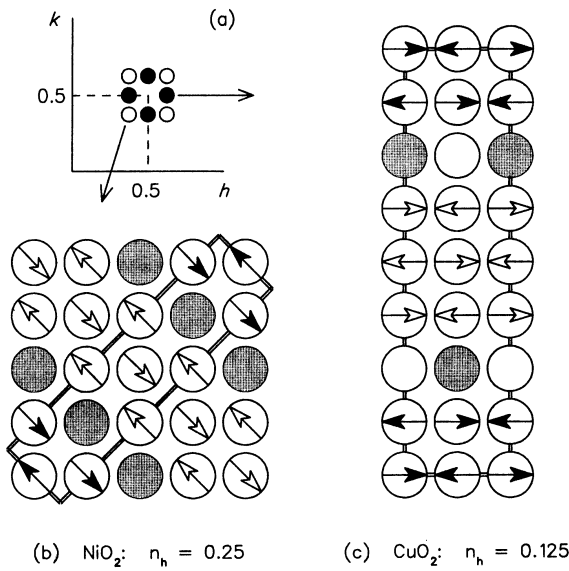 k
(a)
0.5
0.5
h
(b) NiO₂: nₕ = 0.25
(c) CuO₂: nₕ = 0.125